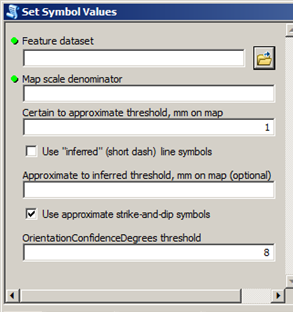 Set Symbol Values
Feature dataset
Map scale denominator
Certain to approximate threshold, mm on map
1
Use "inferred" (short dash) line symbols
Approximate to inferred threshold, mm on map (optional)
Use approximate strike-and-dip symbols
OrientationConfidenceDegrees threshold
8